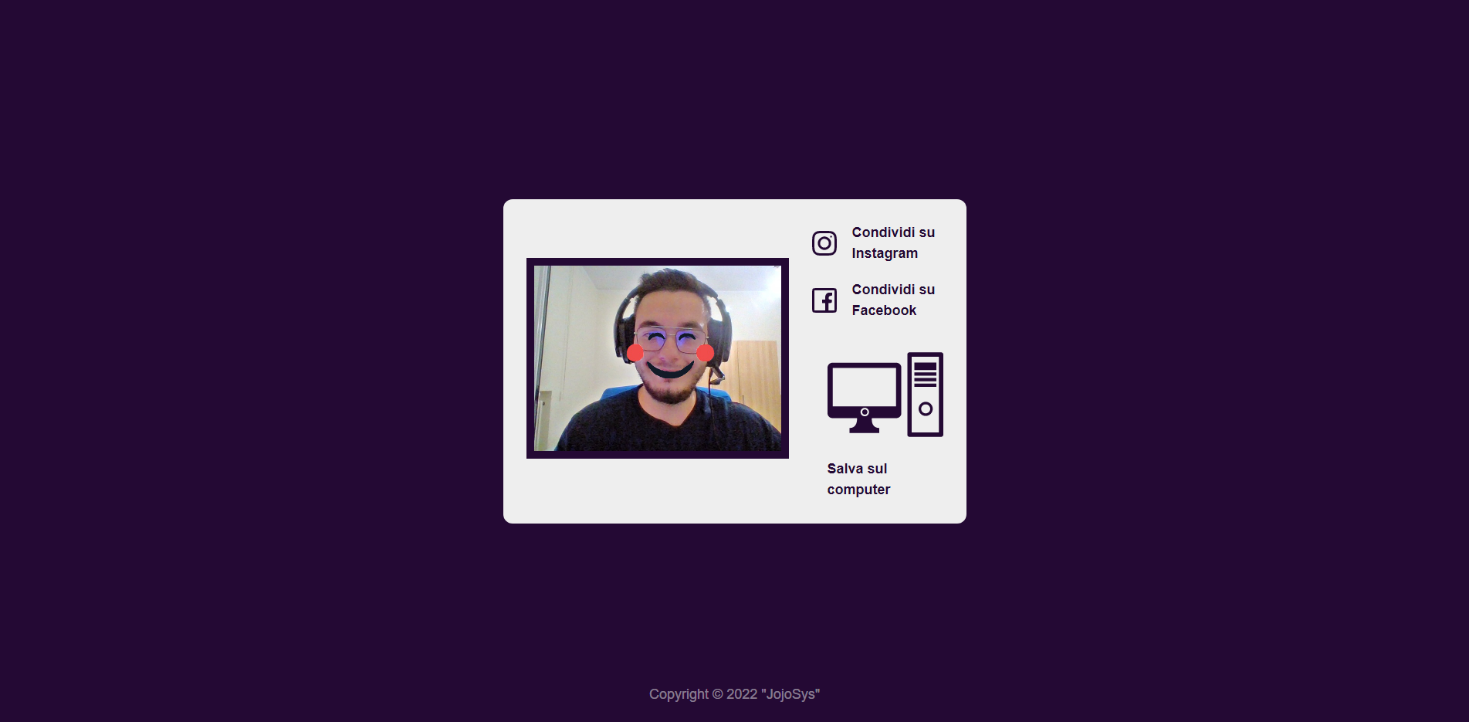 Condividi su
Instagram
Condividi su
Facebook
Salva sul
computer
Copyright © 2022 "JojoSys"